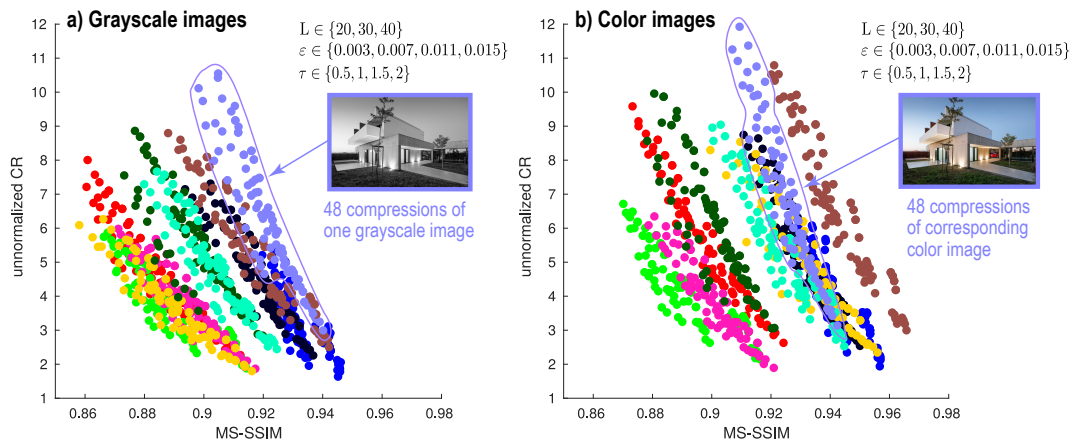 a) Grayscale images
L ∈ {20, 30, 40}
ε ∈ {0.003, 0.007, 0.011, 0.015}
τ ∈ {0.5, 1, 1.5, 2}
48 compressions of
one grayscale image
unnormalized CR
12
11
10
9
8
7
6
5
4
3
2
1
0.86 0.88 0.9 0.92 0.94 0.96 0.98
MS-SSIM
b) Color images
L ∈ {20, 30, 40}
ε ∈ {0.003, 0.007, 0.011, 0.015}
τ ∈ {0.5, 1, 1.5, 2}
48 compressions
of corresponding
color image
unnormalized CR
12
11
10
9
8
7
6
5
4
3
2
1
0.86 0.88 0.9 0.92 0.94 0.96 0.98
MS-SSIM